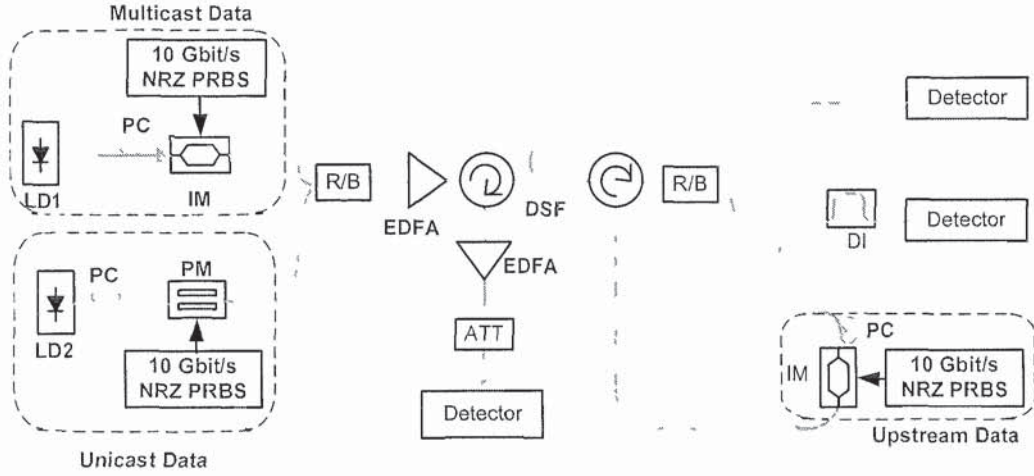 Multicast Data
10 Gbit/s
NRZ PRBS
PC
LD1
IM
R/B
EDFA
DSF
R/B
Detector
Detector
DI
PC
PM
LD2
10 Gbit/s
NRZ PRBS
Unicast Data
EDFA
ATT
Detector
PC
IM
10 Gbit/s
NRZ PRBS
Upstream Data